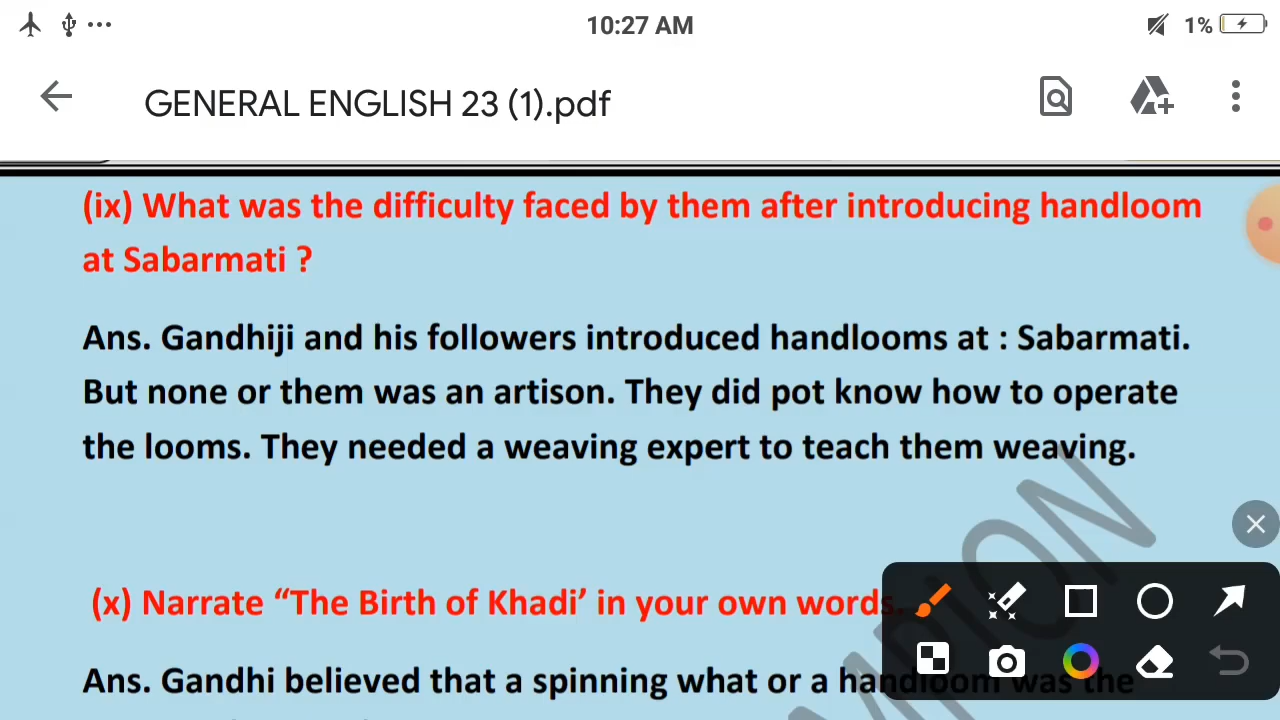 10:27 AM
1%
GENERAL ENGLISH 23 (1).pdf
(ix) What was the difficulty faced by them after introducing handloom
at Sabarmati ?
Ans. Gandhiji and his followers introduced handlooms at : Sabarmati.
But none or them was an artison. They did pot know how to operate
the looms. They needed a weaving expert to teach them weaving.
(x) Narrate “The Birth of Khadi’ in your own words.
Ans. Gandhi believed that a spinning what or a handloom was the